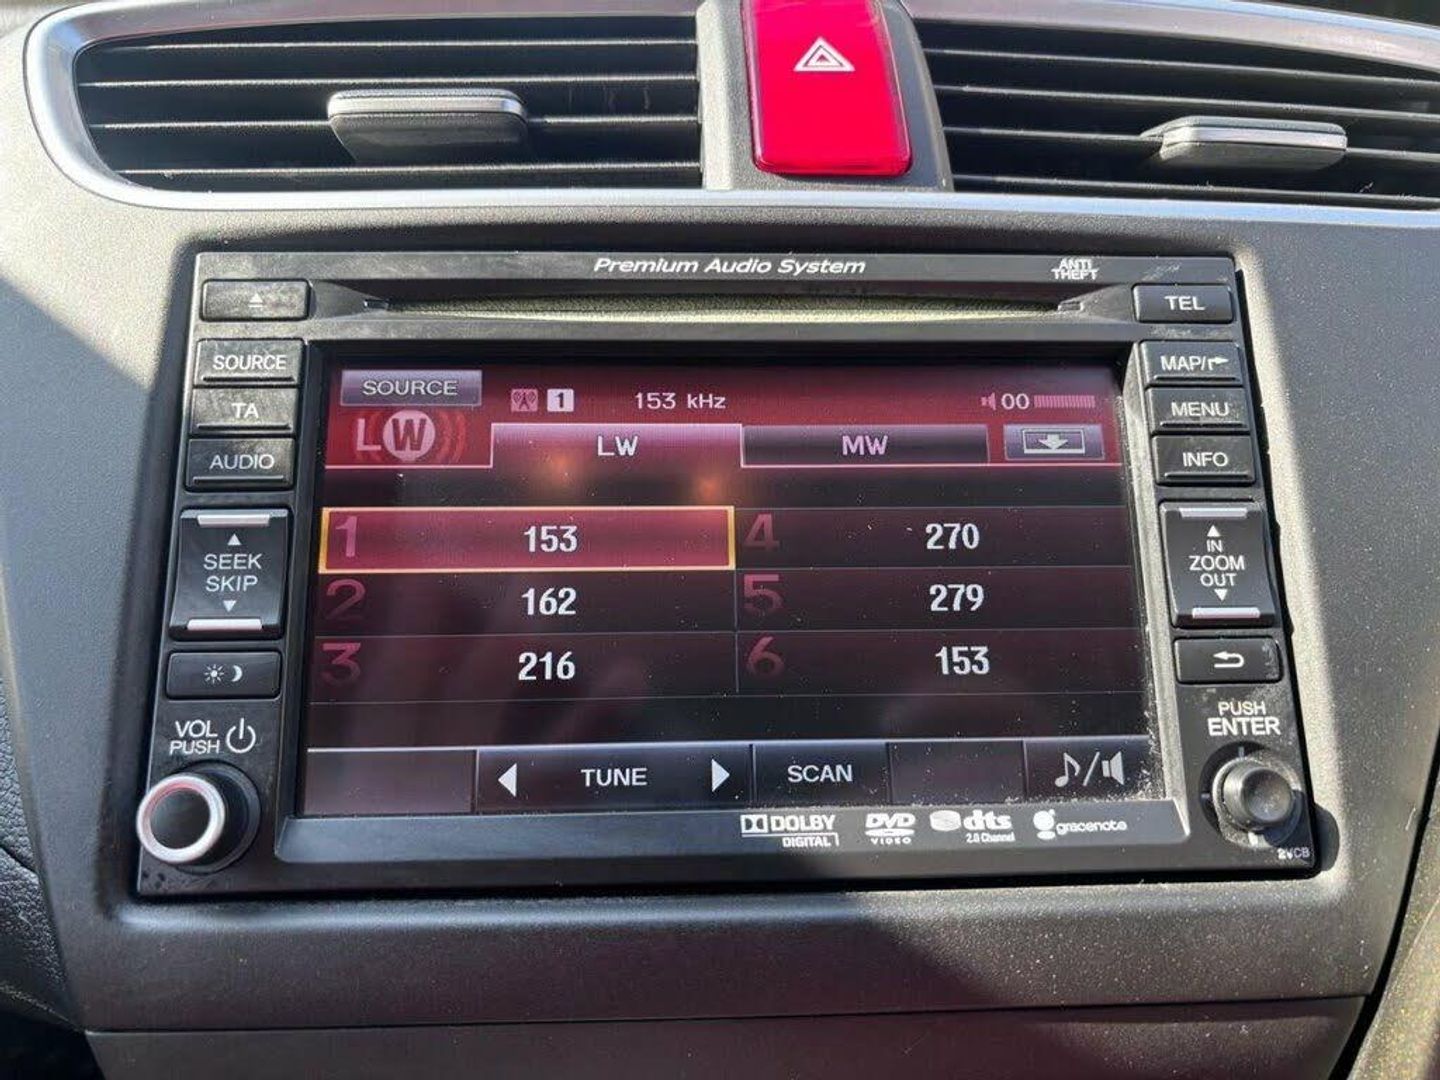 Premium Audio System
ANTI
THEFT
TEL
SOURCE
TA
AUDIO
SEEK
SKIP
VOL
PUSH
MAP/
MENU
INFO
IN
ZOOM
OUT
PUSH
ENTER
SOURCE
1 153 kHz 00
LW
LW MW
1 153 4 270
2 162 5 279
3 216 6 153
TUNE SCAN
DOLBY
DIGITAL
DVD
VIDEO
dts
2.0 Channel
gracenote
2VCB